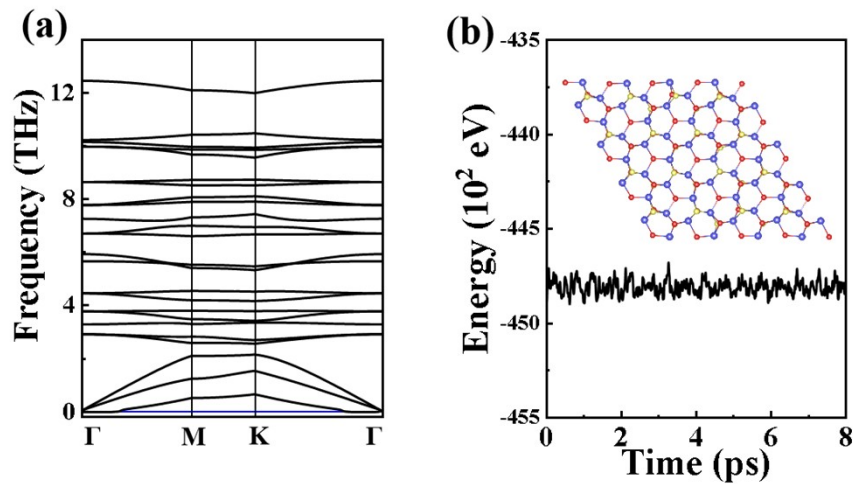 (a)
Frequency (THz)
12
8
4
0
Γ M K Γ
(b)
Energy (10² eV)
-435
-440
-445
-450
-455
0 2 4 6 8
Time (ps)